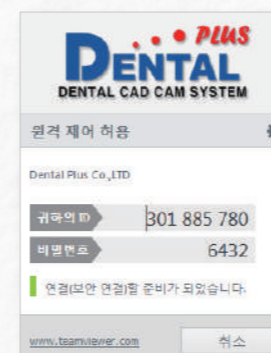 PLUS
DENTAL
DENTAL CAD CAM SYSTEM
원격 제어 허용
Dental Plus Co.,LTD
귀하의 ID 301 885 780
비밀번호 6432
연결(보안 연결)할 준비가 되었습니다.
www.teamviewer.com 취소